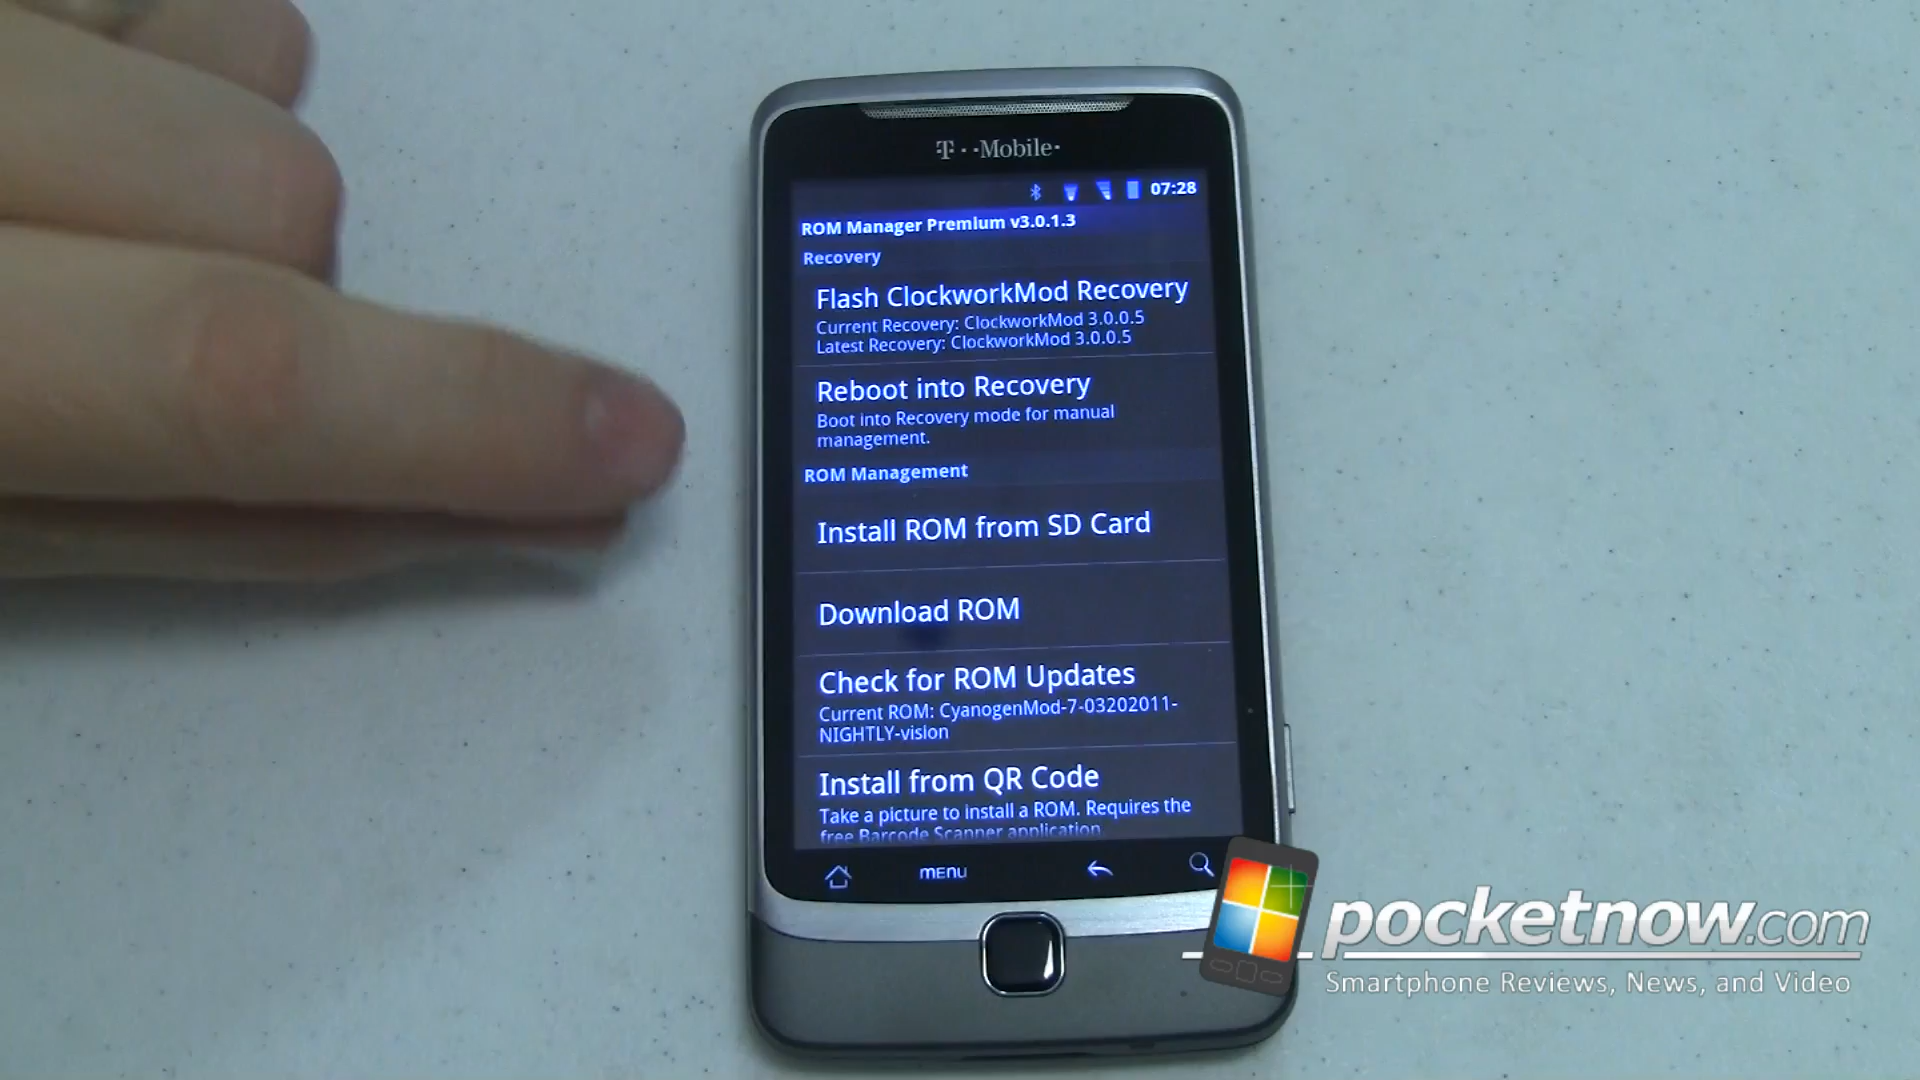 T··Mobile·
07:28
ROM Manager Premium v3.0.1.3
Recovery
Flash ClockworkMod Recovery
Current Recovery: ClockworkMod 3.0.0.5
Latest Recovery: ClockworkMod 3.0.0.5
Reboot into Recovery
Boot into Recovery mode for manual
management.
ROM Management
Install ROM from SD Card
Download ROM
Check for ROM Updates
Current ROM: CyanogenMod-7-03202011-
NIGHTLY-vision
Install from QR Code
Take a picture to install a ROM. Requires the
free Barcode Scanner application
MENU
pocketnow.com
Smartphone Reviews, News, and Video